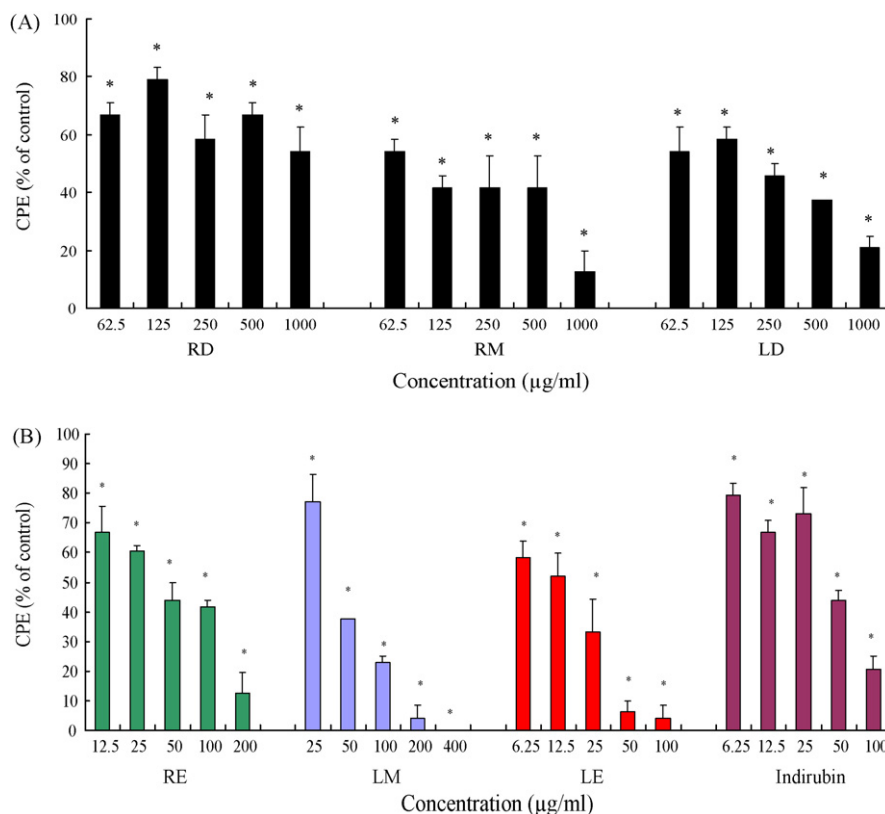 (A)
CPE (% of control)
100
80
60
40
20
0
* * * * * * * * * * * * * * *
62.5 125 250 500 1000 62.5 125 250 500 1000 62.5 125 250 500 1000
RD RM LD
Concentration (µg/ml)
(B)
CPE (% of control)
100
90
80
70
60
50
40
30
20
10
0
* * * * * * * * * * * * * * * * * * * *
12.5 25 50 100 200 25 50 100 200 400 6.25 12.5 25 50 100 6.25 12.5 25 50 100
RE LM LE Indirubin
Concentration (µg/ml)